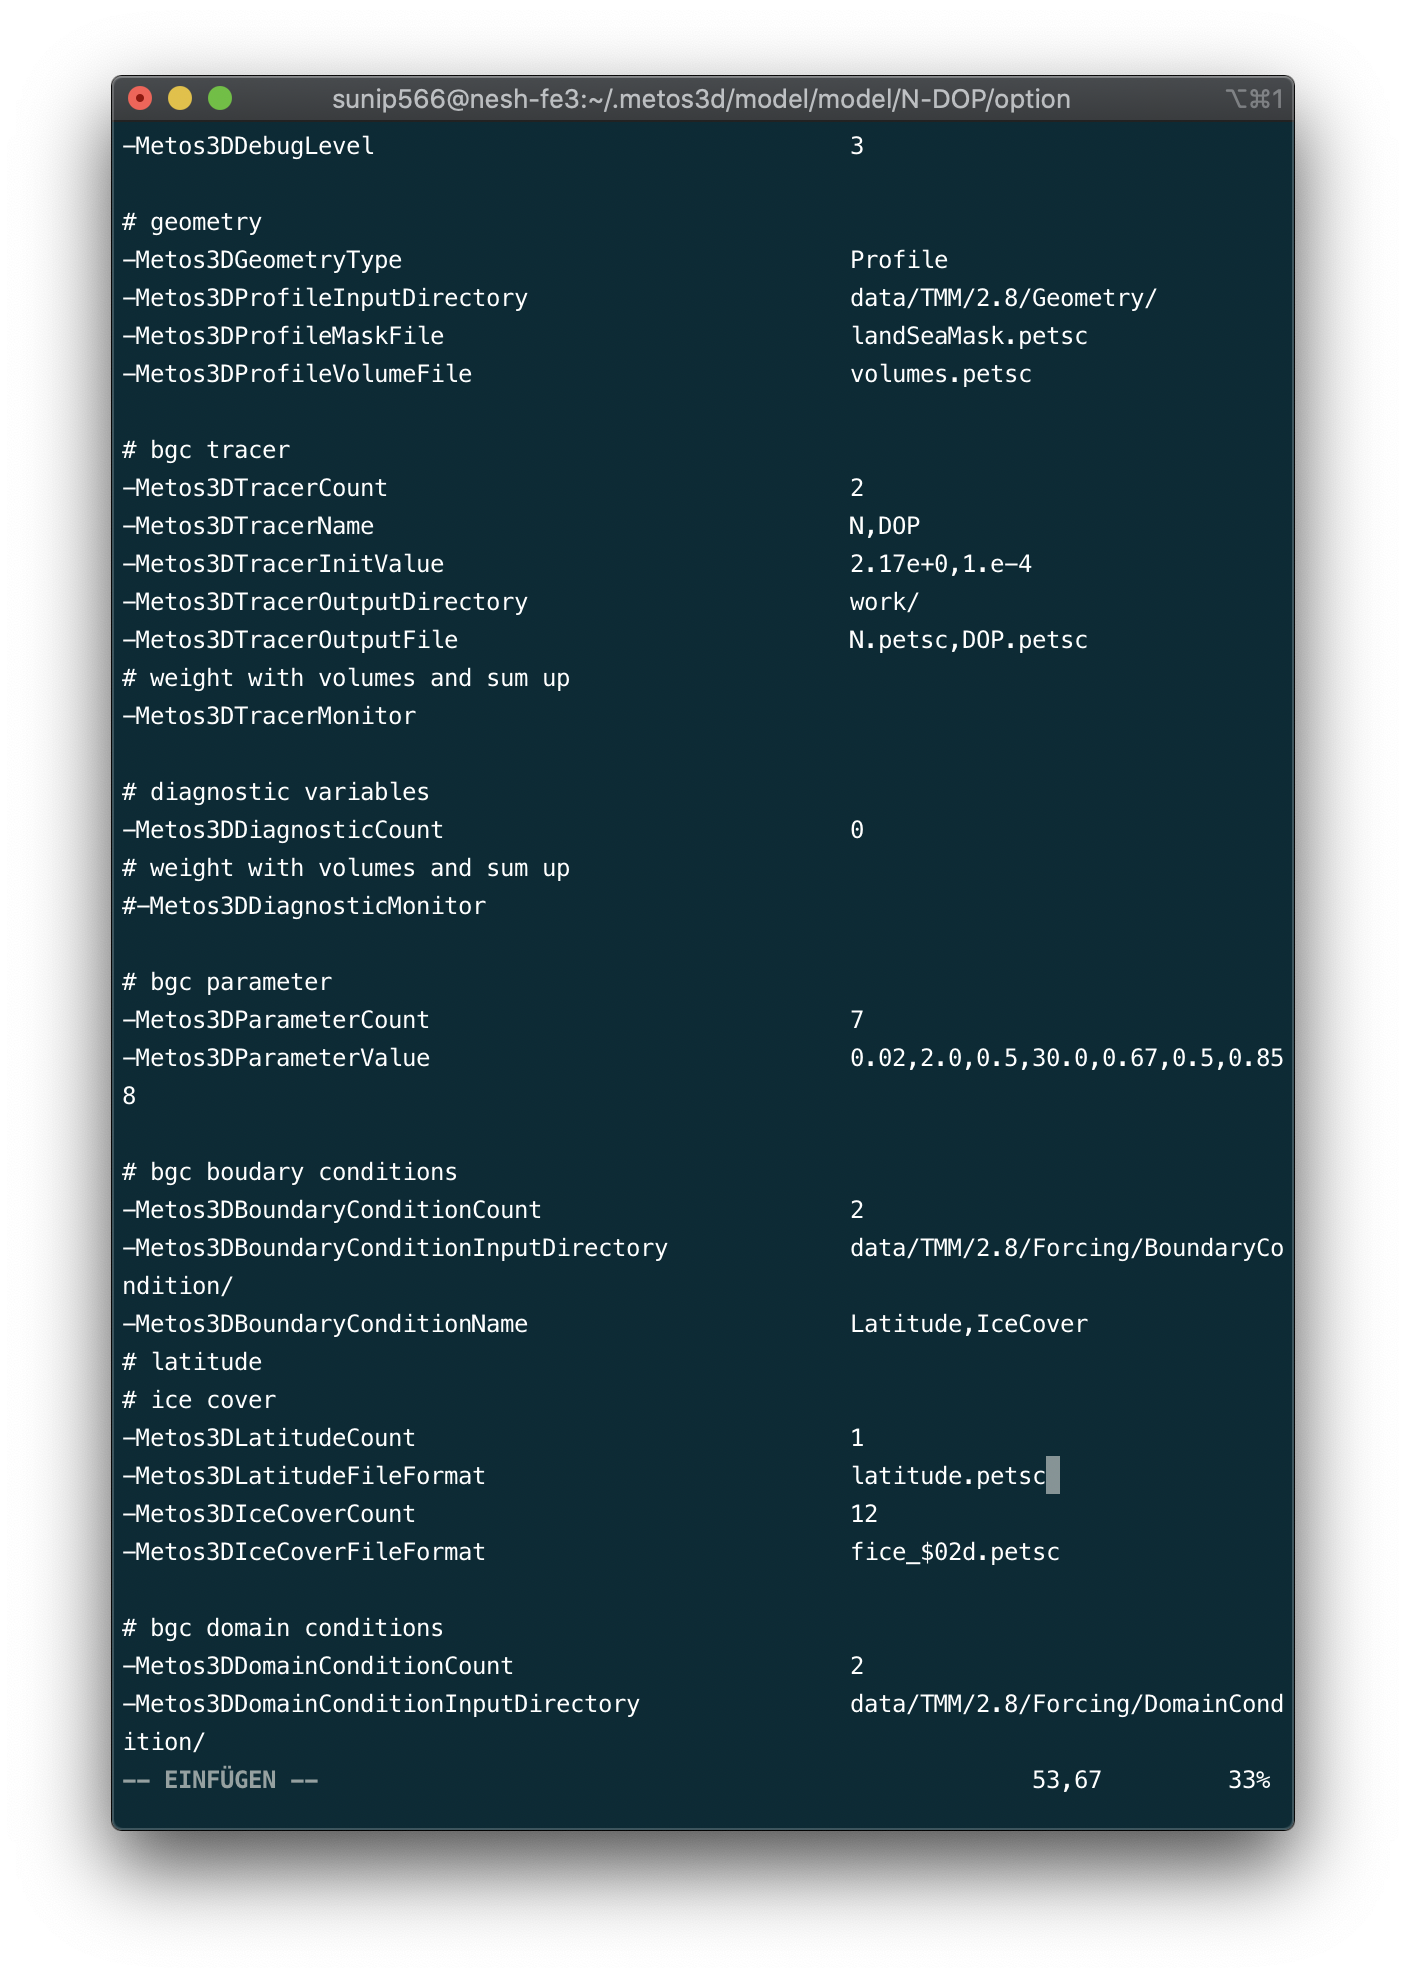 sunip566@nesh-fe3:~/.metos3d/model/model/N-DOP/option ⌥⌘1
-Metos3DDebugLevel 3
# geometry
-Metos3DGeometryType Profile
-Metos3DProfileInputDirectory data/TMM/2.8/Geometry/
-Metos3DProfileMaskFile landSeaMask.petsc
-Metos3DProfileVolumeFile volumes.petsc
# bgc tracer
-Metos3DTracerCount 2
-Metos3DTracerName N,DOP
-Metos3DTracerInitValue 2.17e+0,1.e-4
-Metos3DTracerOutputDirectory work/
-Metos3DTracerOutputFile N.petsc,DOP.petsc
# weight with volumes and sum up
-Metos3DTracerMonitor
# diagnostic variables
-Metos3DDiagnosticCount 0
# weight with volumes and sum up
#-Metos3DDiagnosticMonitor
# bgc parameter
-Metos3DParameterCount 7
-Metos3DParameterValue 0.02,2.0,0.5,30.0,0.67,0.5,0.85
8
# bgc boudary conditions
-Metos3DBoundaryConditionCount 2
-Metos3DBoundaryConditionInputDirectory data/TMM/2.8/Forcing/BoundaryCo
ndition/
-Metos3DBoundaryConditionName Latitude,IceCover
# latitude
# ice cover
-Metos3DLatitudeCount 1
-Metos3DLatitudeFileFormat latitude.petsc
-Metos3DIceCoverCount 12
-Metos3DIceCoverFileFormat fice_$02d.petsc
# bgc domain conditions
-Metos3DDomainConditionCount 2
-Metos3DDomainConditionInputDirectory data/TMM/2.8/Forcing/DomainCond
ition/
-- EINFÜGEN -- 53,67 33%